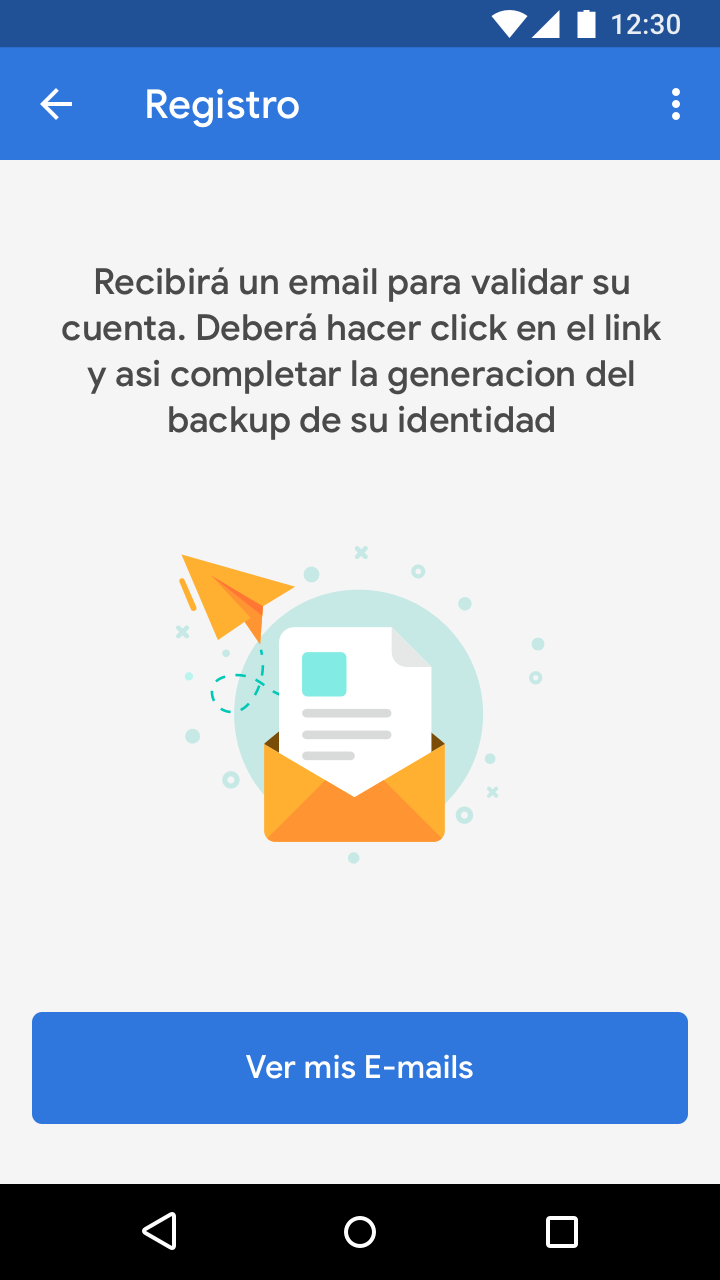 12:30
Registro
Recibirá un email para validar su
cuenta. Deberá hacer click en el link
y asi completar la generacion del
backup de su identidad
Ver mis E-mails